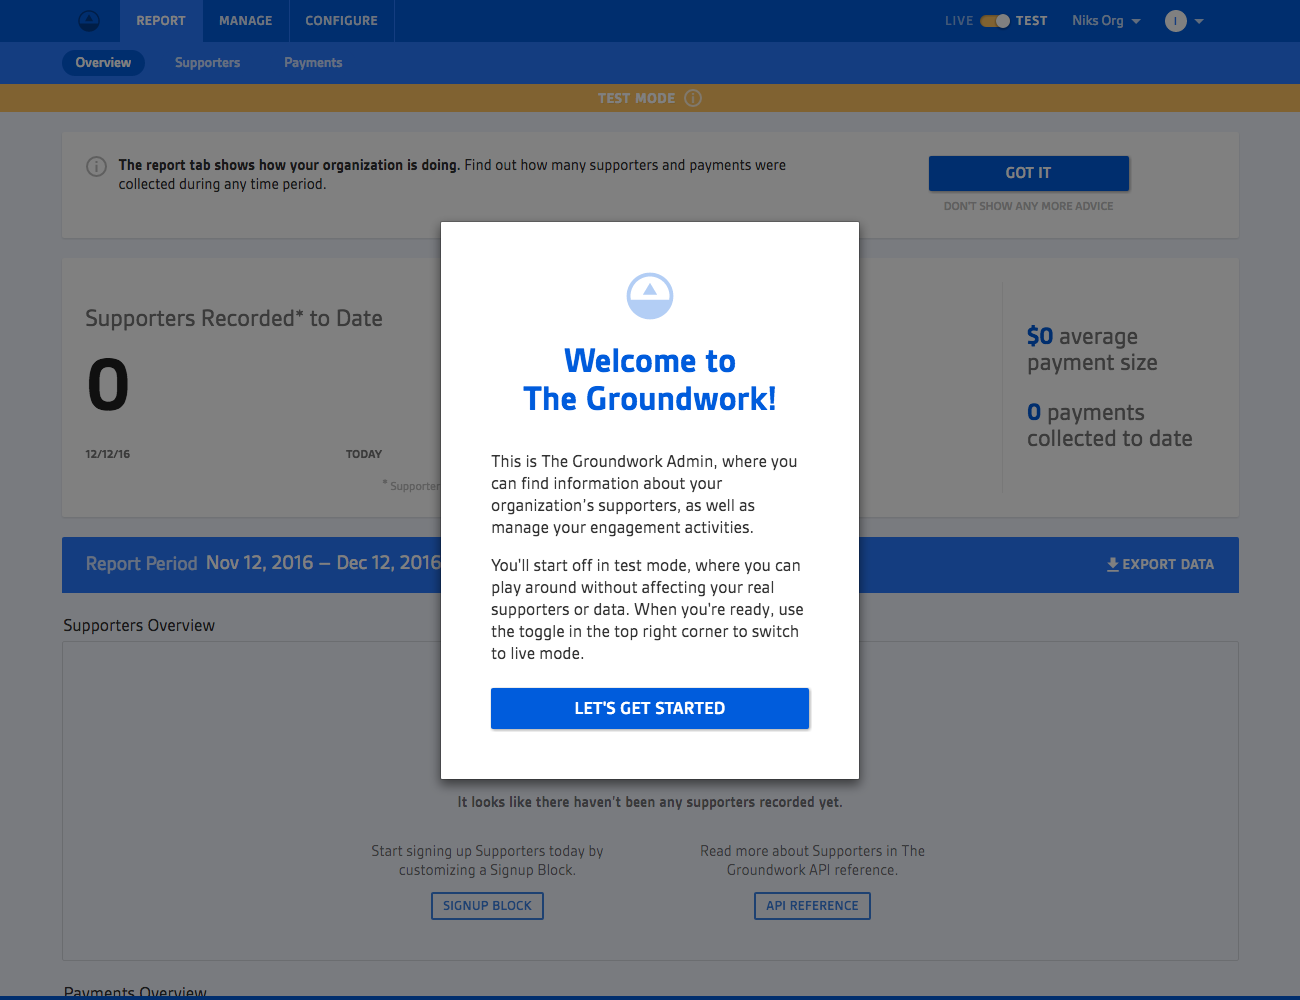 REPORT MANAGE CONFIGURE LIVE TEST Niks Org I
Overview Supporters Payments
TEST MODE
The report tab shows how your organization is doing. Find out how many supporters and payments were
collected during any time period.
GOT IT
DON'T SHOW ANY MORE ADVICE
Supporters Recorded* to Date
0
12/12/16 TODAY
* Supporter
$0 average
payment size
0 payments
collected to date
Welcome to
The Groundwork!
This is The Groundwork Admin, where you
can find information about your
organization's supporters, as well as
manage your engagement activities.
You'll start off in test mode, where you can
play around without affecting your real
supporters or data. When you're ready, use
the toggle in the top right corner to switch
to live mode.
LET'S GET STARTED
Report Period Nov 12, 2016 – Dec 12, 2016
EXPORT DATA
Supporters Overview
It looks like there haven't been any supporters recorded yet.
Start signing up Supporters today by
customizing a Signup Block.
SIGNUP BLOCK
Read more about Supporters in The
Groundwork API reference.
API REFERENCE
Payments Overview